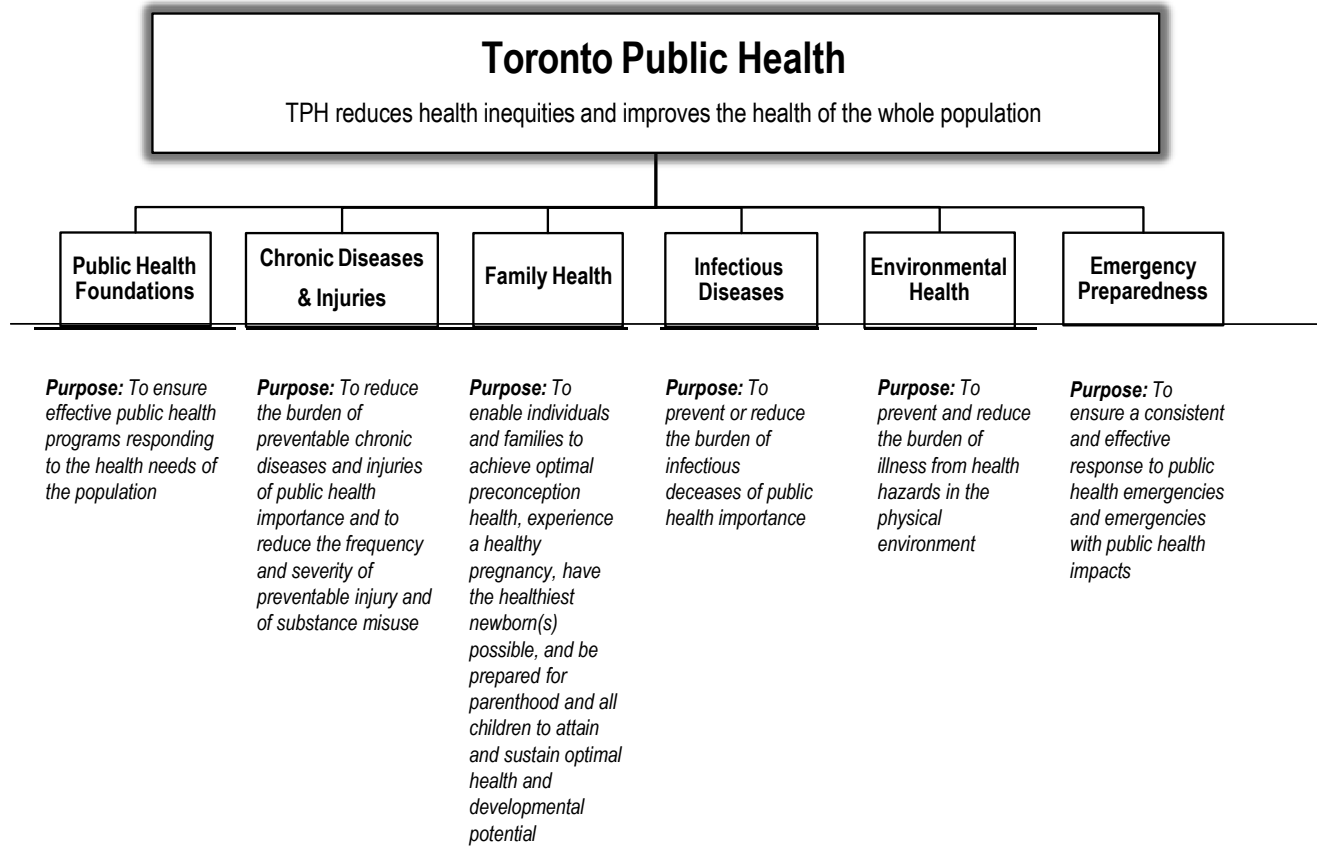 Toronto Public Health
TPH reduces health inequities and improves the health of the whole population
Public Health
Foundations
Chronic Diseases
& Injuries
Family Health
Infectious
Diseases
Environmental
Health
Emergency
Preparedness
Purpose: To ensure
effective public health
programs responding
to the health needs of
the population
Purpose: To reduce
the burden of
preventable chronic
diseases and injuries
of public health
importance and to
reduce the frequency
and severity of
preventable injury and
of substance misuse
Purpose: To
enable individuals
and families to
achieve optimal
preconception
health, experience
a healthy
pregnancy, have
the healthiest
newborn(s)
possible, and be
prepared for
parenthood and all
children to attain
and sustain optimal
health and
developmental
potential
Purpose: To
prevent or reduce
the burden of
infectious
deceases of public
health importance
Purpose: To
prevent and reduce
the burden of
illness from health
hazards in the
physical
environment
Purpose: To
ensure a consistent
and effective
response to public
health emergencies
and emergencies
with public health
impacts